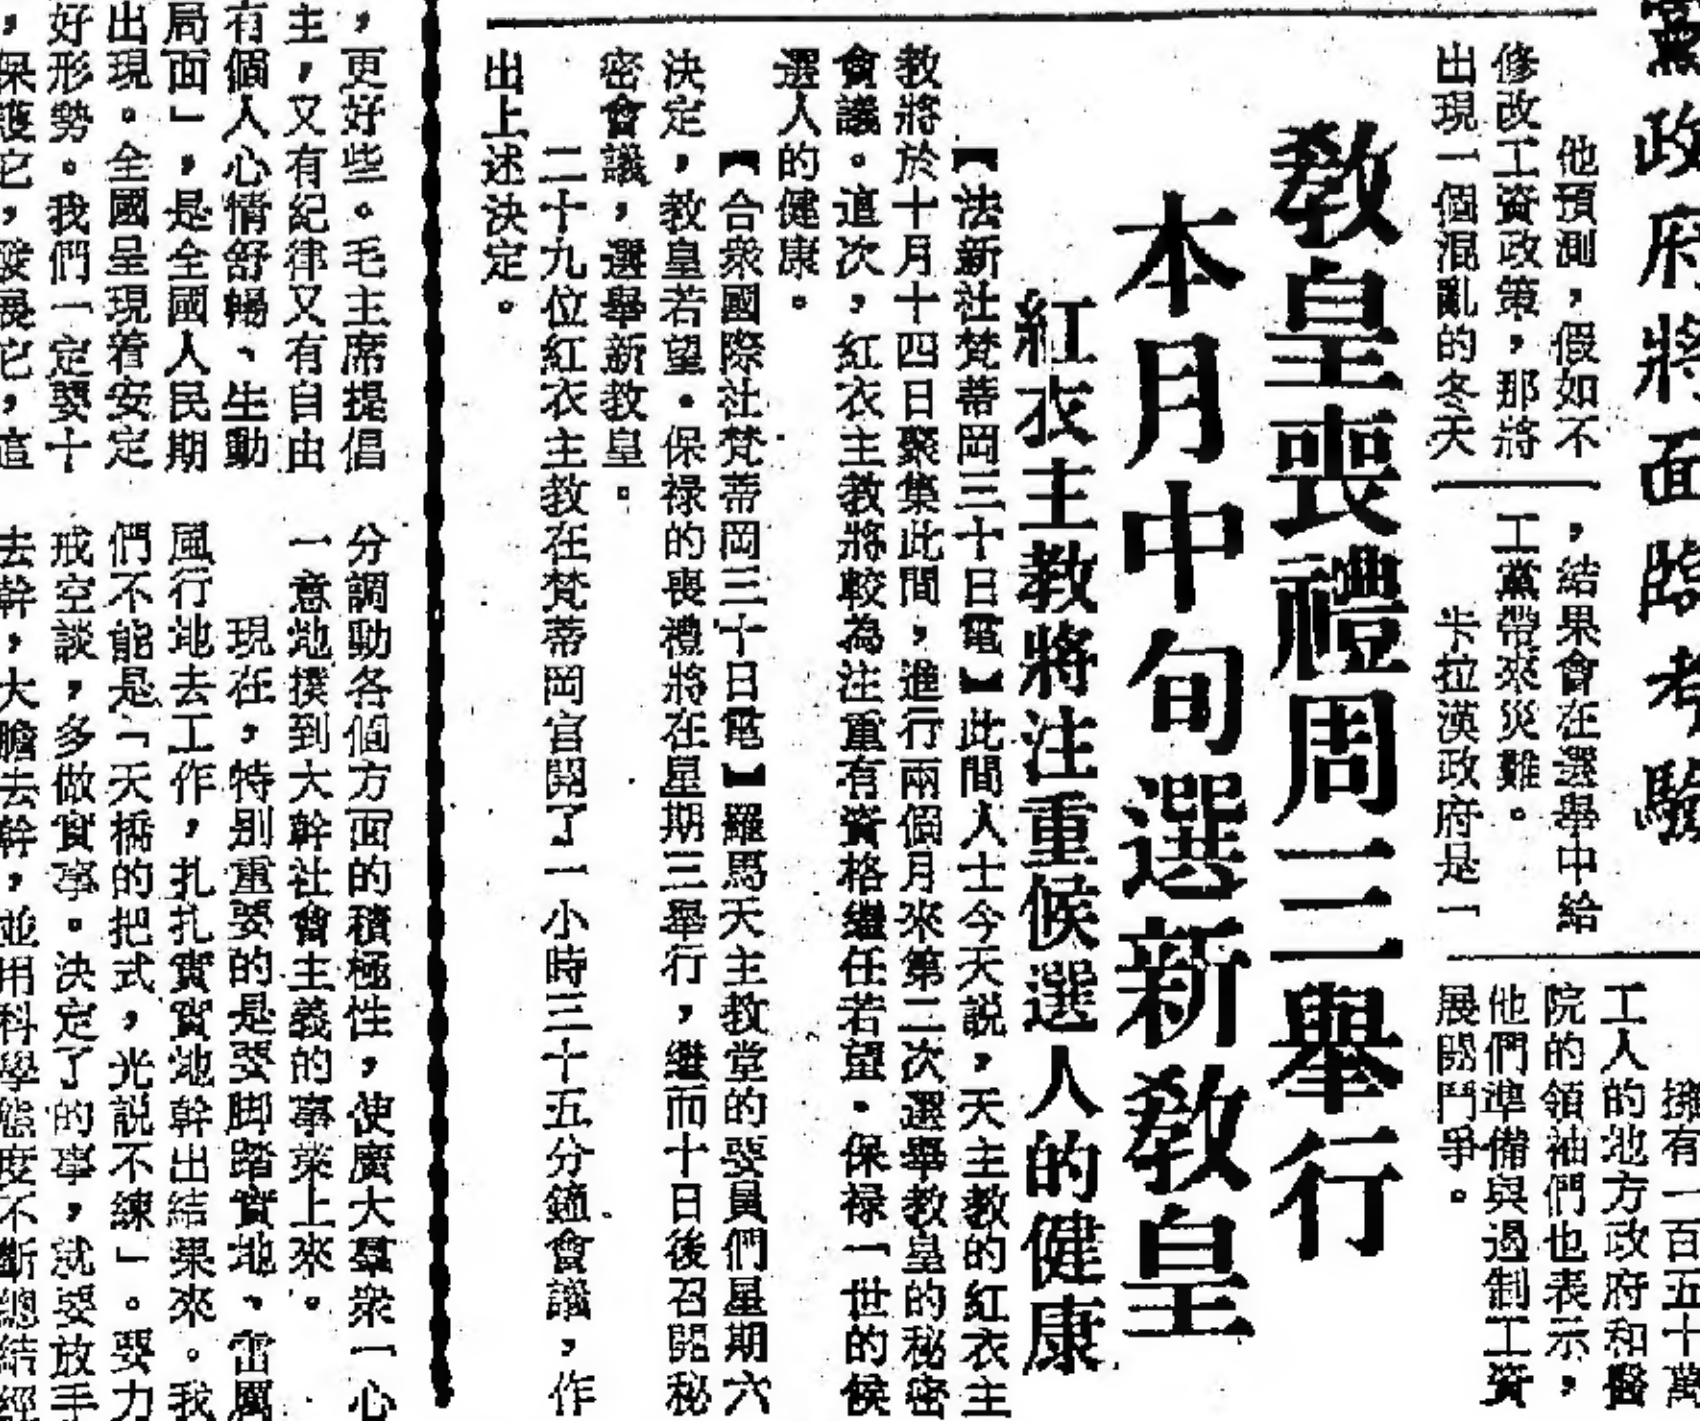 黨政府將面臨考驗
他預測，假如不
修改工資政策，那將
出現一個混亂的冬天
，結果會在選舉中給
工黨帶來災難。
卡拉漢政府是一
擁有一百五十萬
工人的地方政府和醫
院的領袖們也表示，
他們準備與過制工資
展開鬥爭。
教皇喪禮周三舉行
本月中旬選新教皇
紅衣主教將注重候選人的健康
【法新社梵蒂岡三十日電】此間人士今天説，天主教的紅衣主
教將於十月十四日聚集此間，進行兩個月來第二次選舉教皇的秘密
會議。這次，紅衣主教將較為注重有資格繼任若望・保禄一世的候
選人的健康。
【合衆國際社梵蒂岡三十日電】羅馬天主教堂的要員們星期六
決定，教皇若望・保禄的喪禮將在星期三舉行，繼而十日後召開秘
密會議，選舉新教皇。
二十九位紅衣主教在梵蒂岡宮開了一小時三十五分鐘會議，作
出上述決定。
，更好些。毛主席提倡
主，又有紀律又有自由
有個人心情舒暢、生動
局面」，是全國人民期
出現。全國呈現着安定
好形勢。我們一定要十
，保護它，發展它，這
分調動各個方面的積極性，使廣大羣衆一心
一意地撲到大幹社會主義的事業上來。
現在，特別重要的是要脚踏實地、雷厲
風行地去工作，扎扎實實地幹出結果來。我
們不能是「天橋的把式，光説不練」。要力
戒空談，多做實事。決定了的事，就要放手
去幹，大膽去幹，並用科學態度不斷總結經